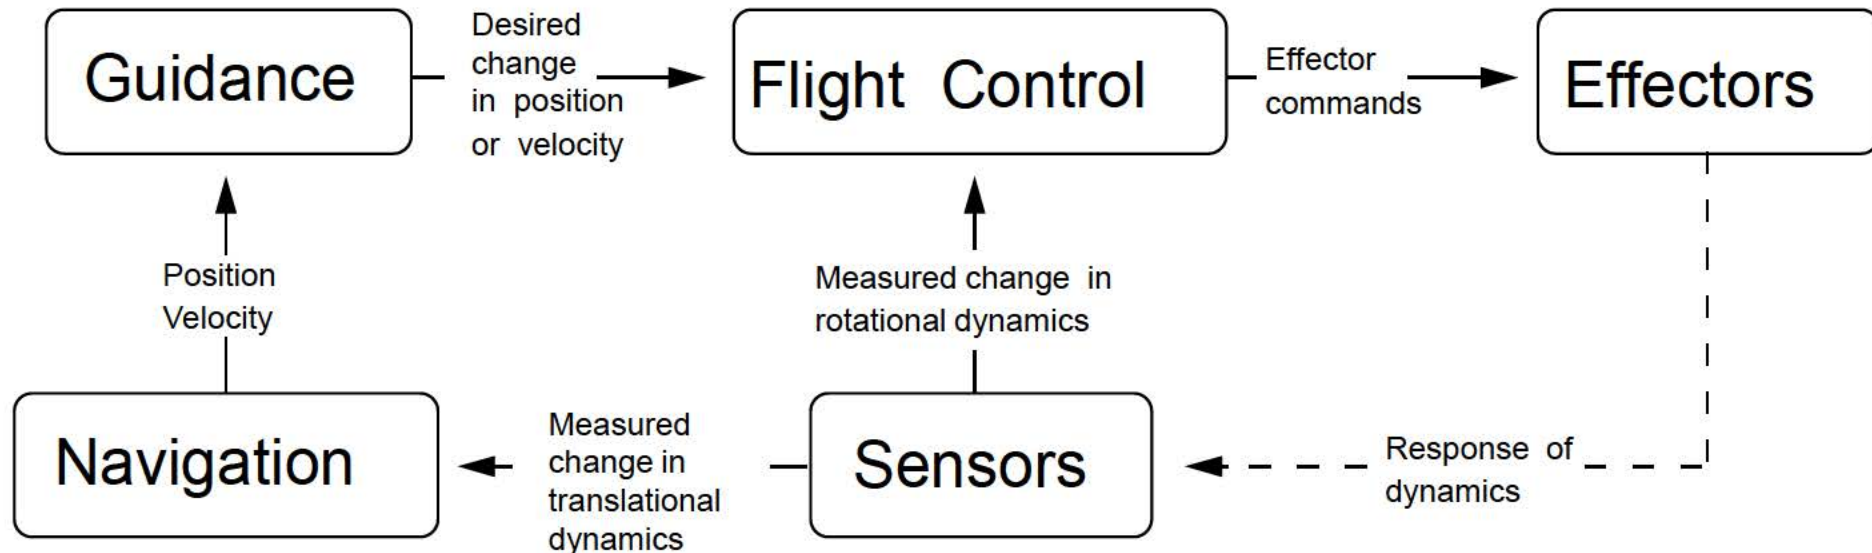 Guidance
Desired
change
in position
or velocity
Flight Control
Effector
commands
Effectors
Position
Velocity
Measured change in
rotational dynamics
Navigation
Measured
change in
translational
dynamics
Sensors
Response of
dynamics